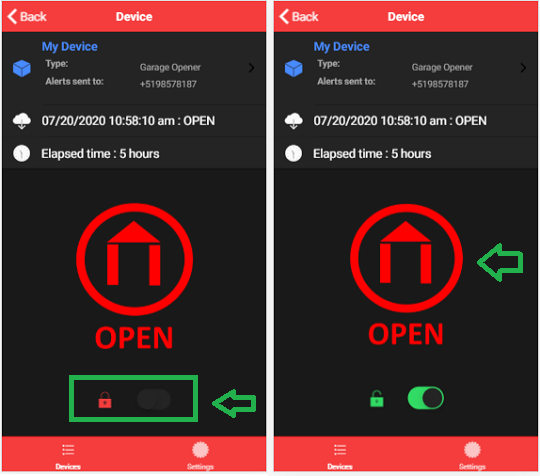 Back Device
My Device
Type: Garage Opener
Alerts sent to: +5198578187
07/20/2020 10:58:10 am : OPEN
Elapsed time : 5 hours
OPEN
Devices Settings
Back Device
My Device
Type: Garage Opener
Alerts sent to: +5198578187
07/20/2020 10:58:10 am : OPEN
Elapsed time : 5 hours
OPEN
Devices Settings